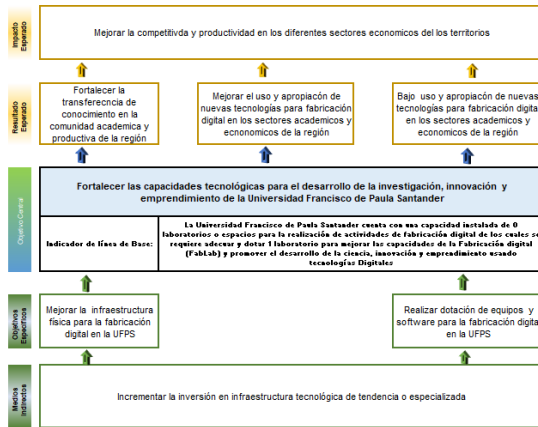 Impacto Esperado
Mejorar la competitivda y productividad en los diferentes sectores economicos del los territorios
Resultado Esperado
Fortalecer la
transferecncia de
conocimiento en la
comunidad academica y
productiva de la región
Mejorar el uso y apropiacón de
nuevas tecnologías para fabricación
digital en los sectores academicos y
ecnonomicos de la región
Bajo uso y apropiacón de nuevas
tecnologías para fabricación digital
en los sectores academicos y
economicos de la región
Objetivo Central
Fortalecer las capacidades tecnológicas para el desarrollo de la investigación, innovación y
emprendimiento de la Universidad Francisco de Paula Santander
Indicador de línea de Base:
La Universidad Francisco de Paula Santander cuenta con una capacidad instalada de 0
laboratorios o espacios para la realización de actividades de fabricación digital de los cuales se
requiere adecuar y dotar 1 laboratorio para mejorar las capacidades de la Fabricación digital
(FabLab) y promover el desarrollo de la ciencia, innovación y emprendimiento usando
tecnologías Digitales
Objetivos Específicos
Mejorar la infraestructura
física para la fabricación
digital en la UFPS
Realizar dotación de equipos y
software para la fabricación digital
en la UFPS
Medios Indirectos
Incrementar la inversión en infraestructura tecnológica de tendencia o especializada